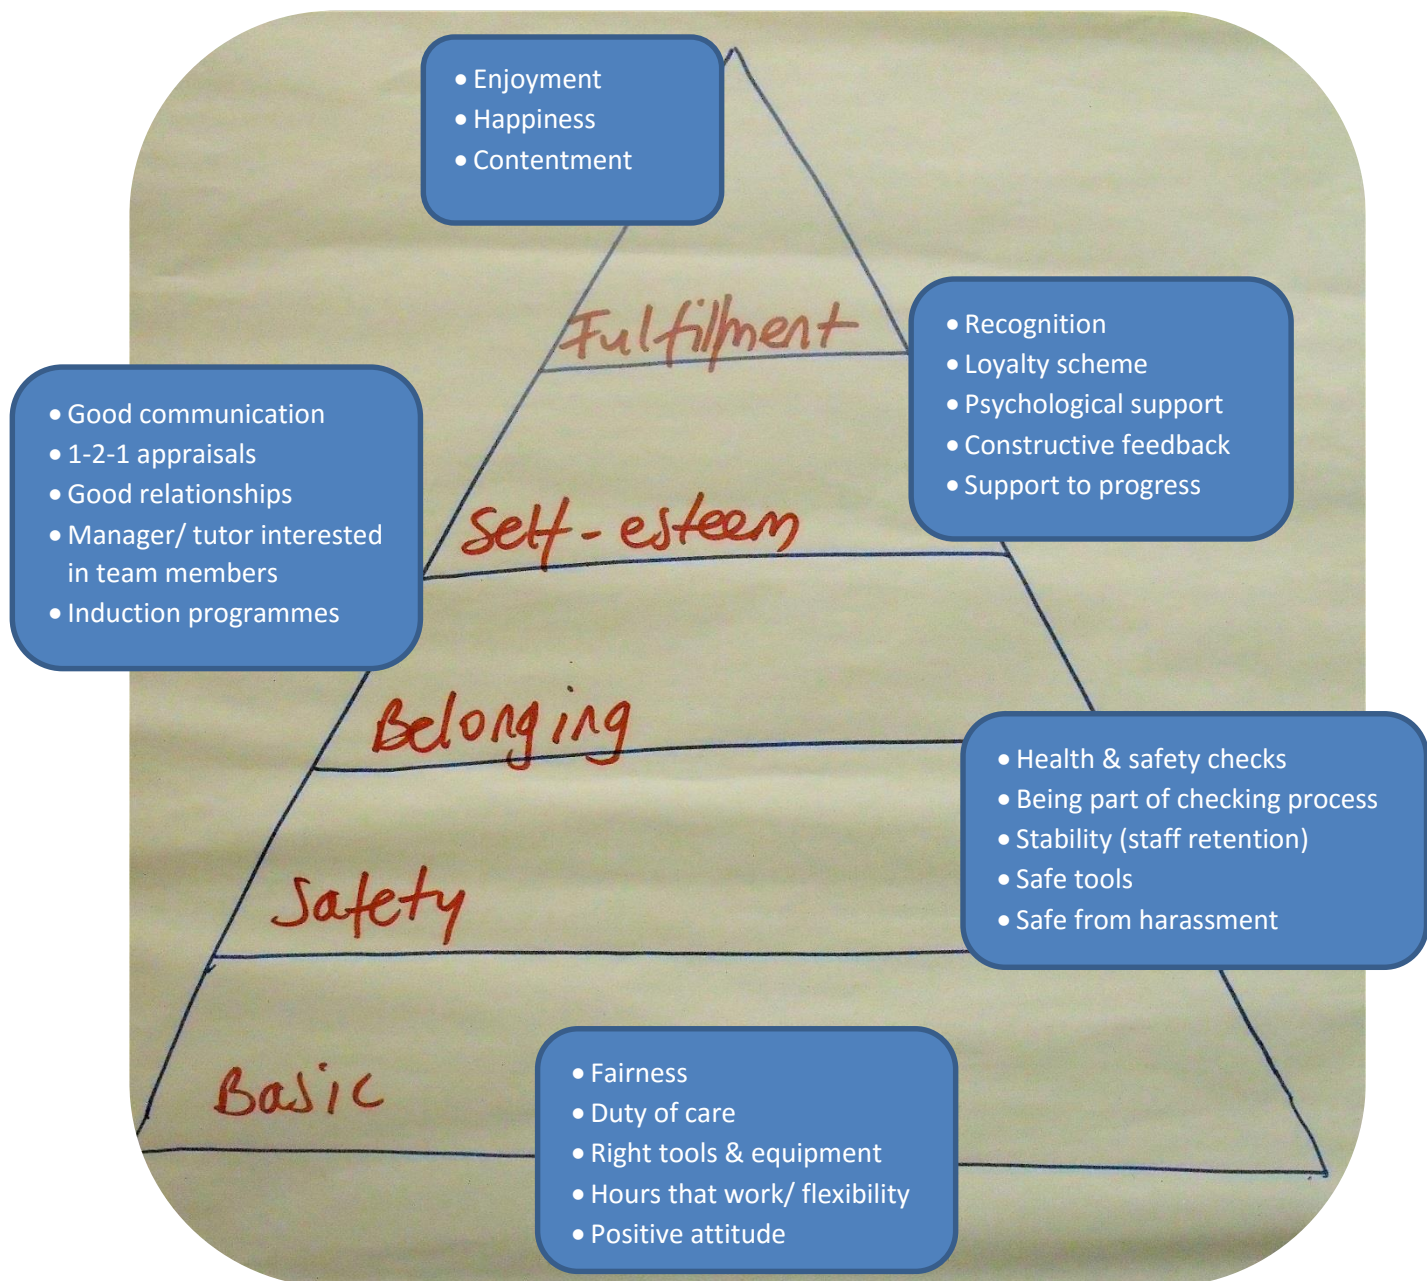 • Enjoyment
• Happiness
• Contentment
Fulfillment
• Recognition
• Loyalty scheme
• Psychological support
• Constructive feedback
• Support to progress
• Good communication
• 1-2-1 appraisals
• Good relationships
• Manager/ tutor interested
in team members
• Induction programmes
Self-esteem
Belonging
• Health & safety checks
• Being part of checking process
• Stability (staff retention)
• Safe tools
• Safe from harassment
Safety
Basic
• Fairness
• Duty of care
• Right tools & equipment
• Hours that work/ flexibility
• Positive attitude